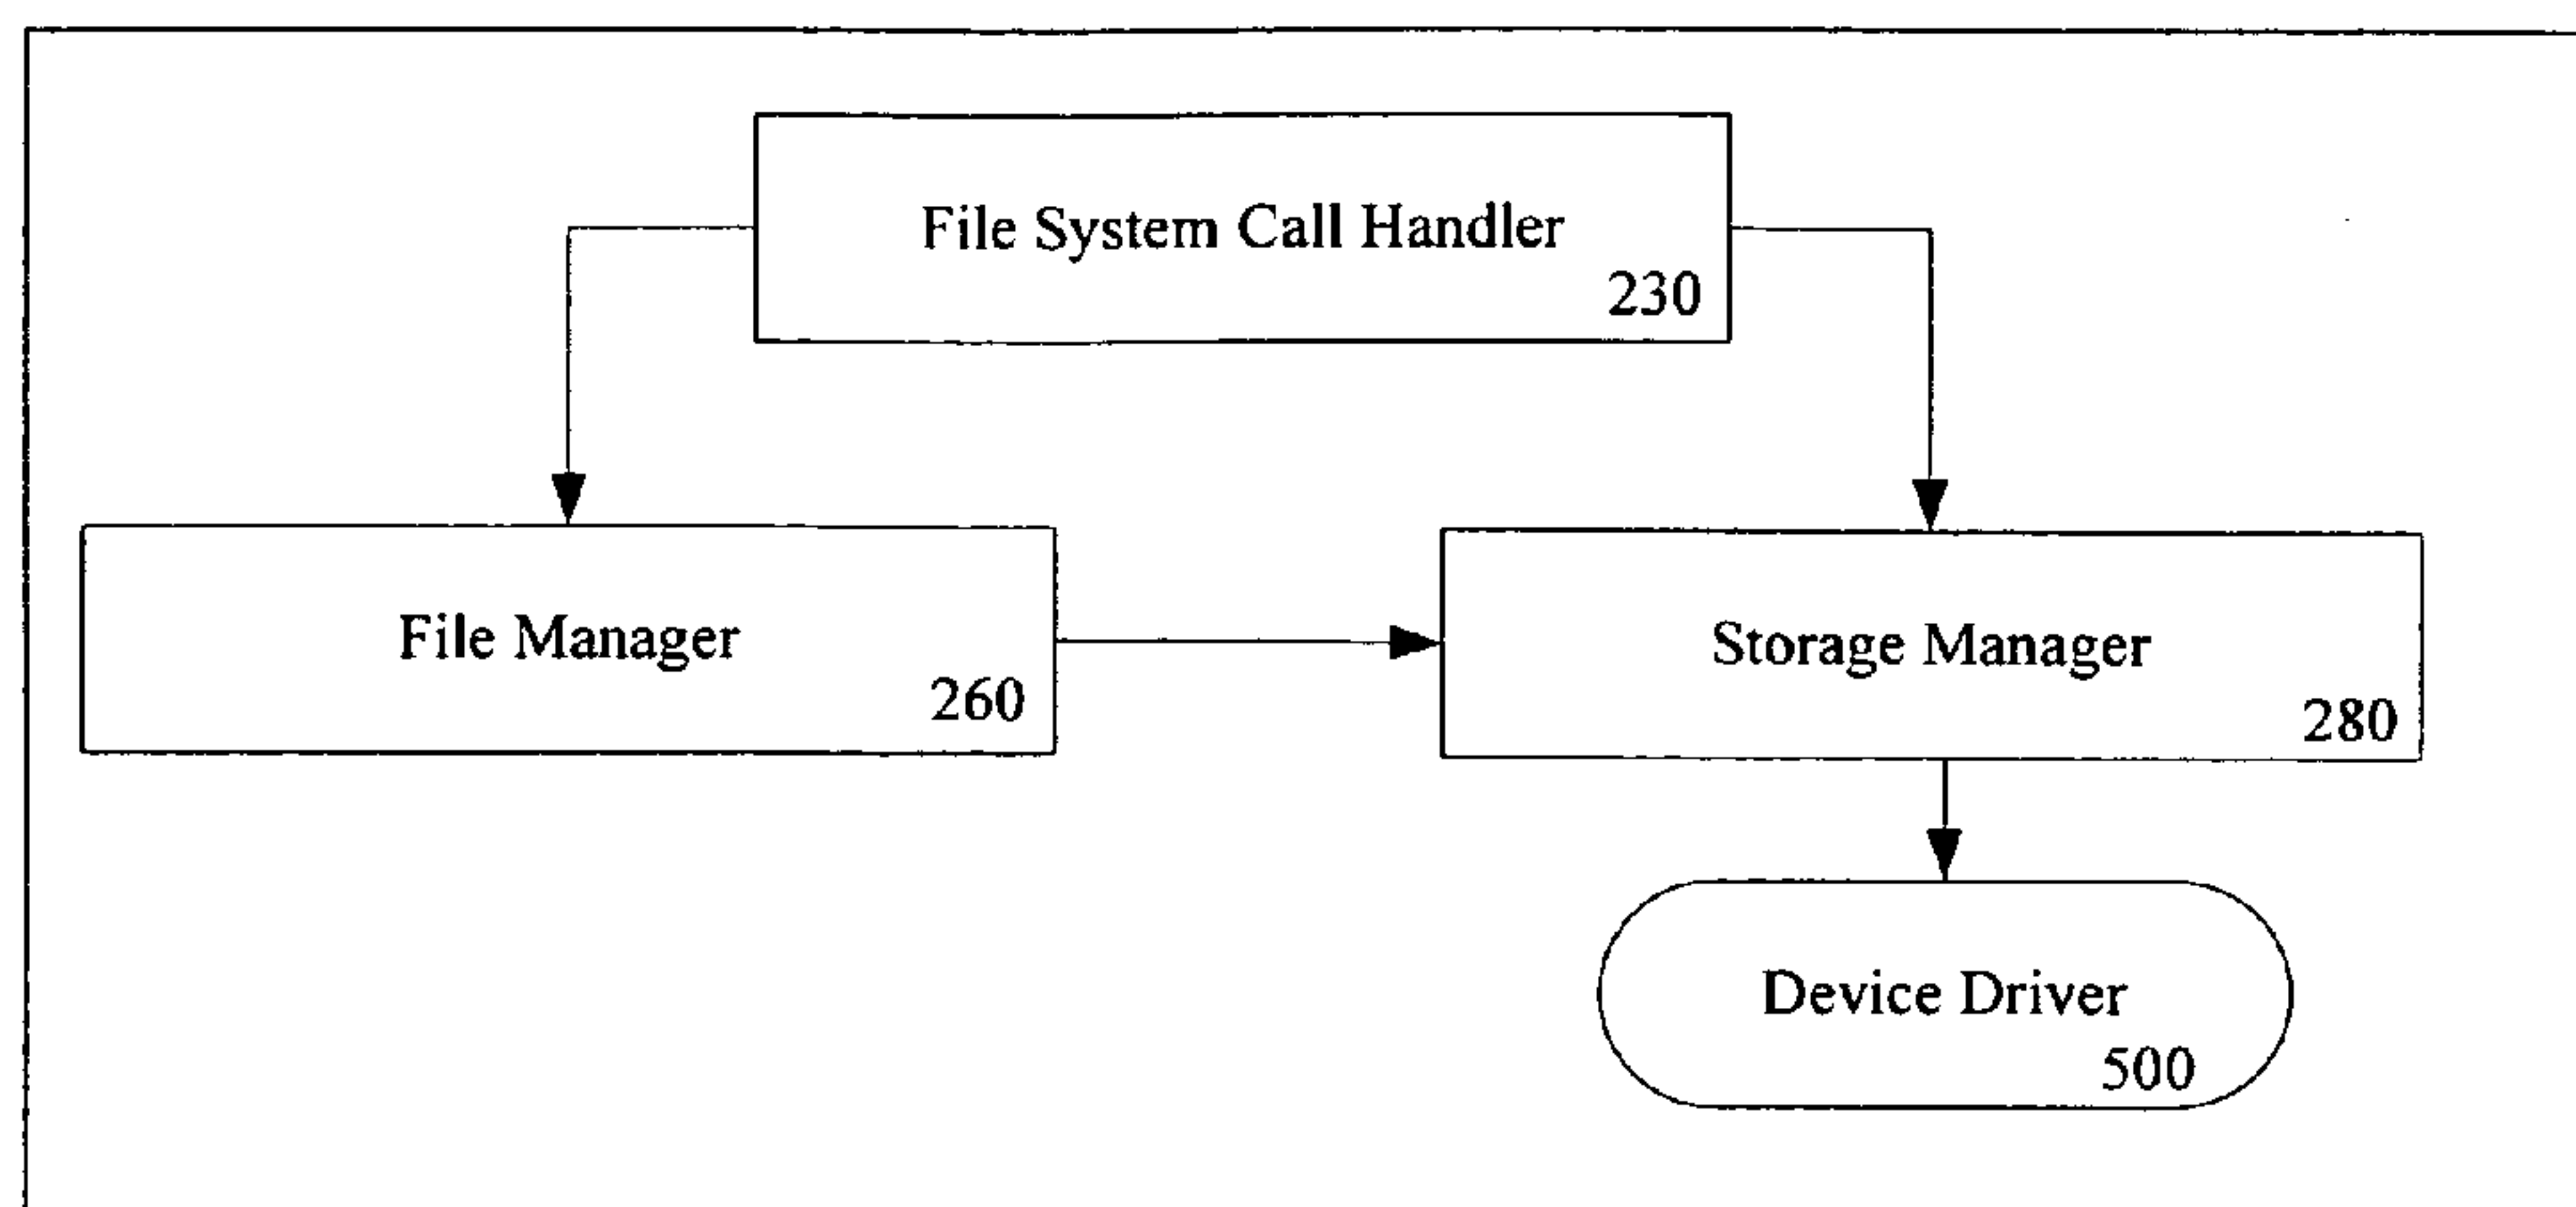 File System Call Handler
230
File Manager
260
Storage Manager
280
Device Driver
500